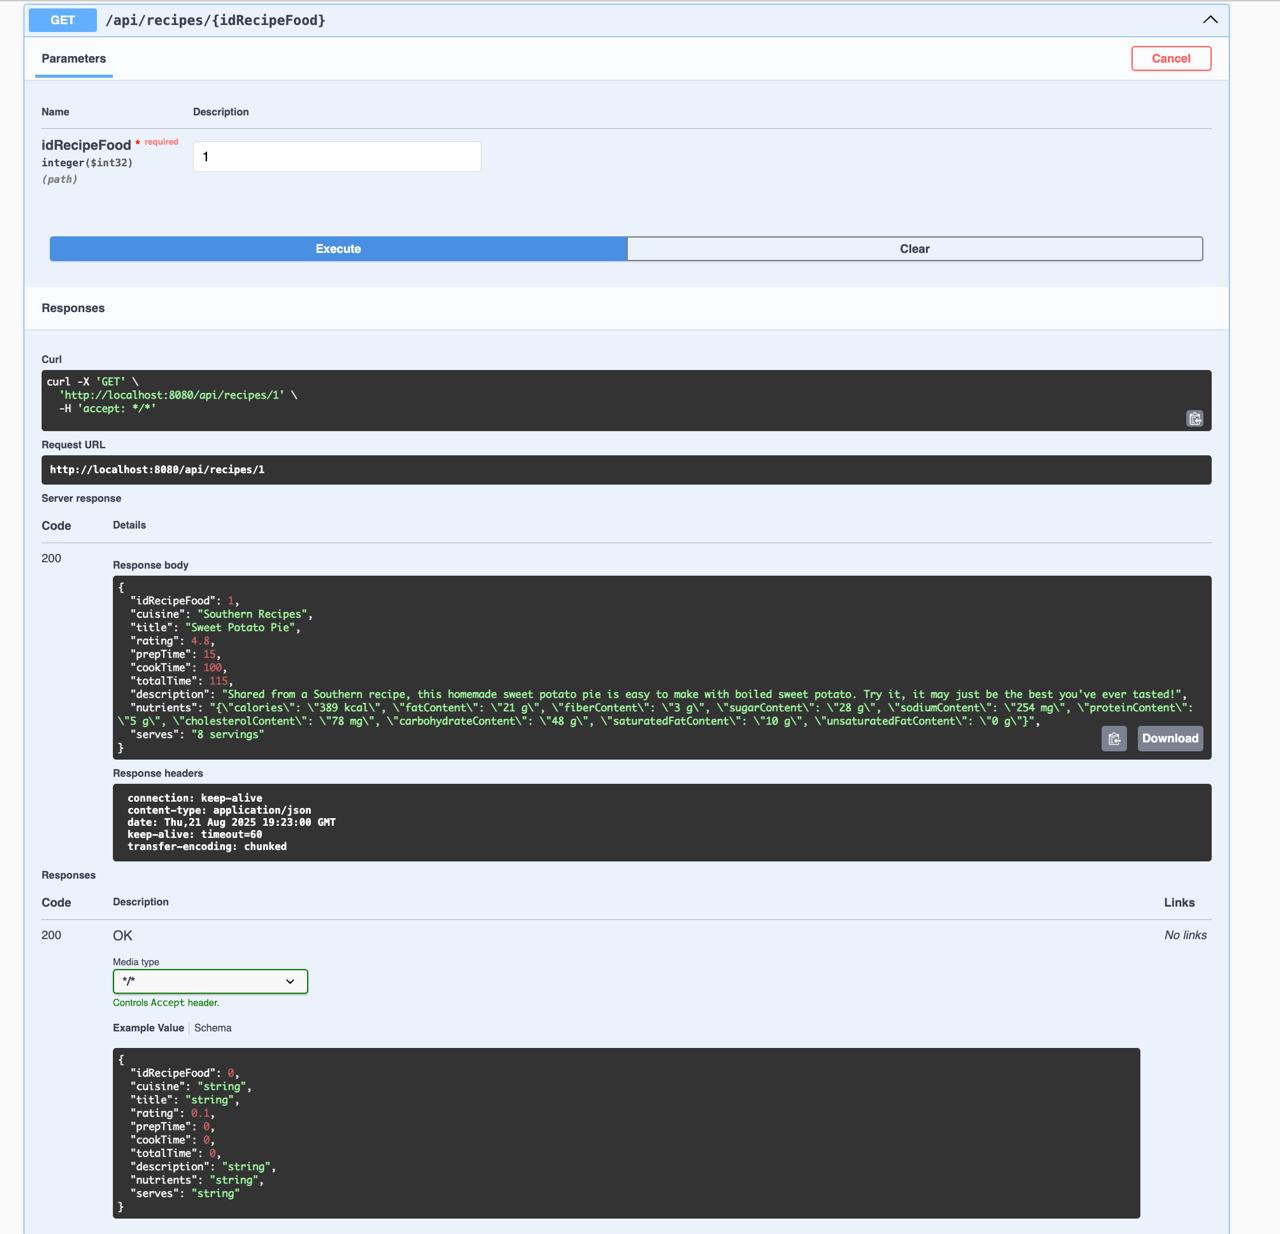 GET /api/recipes/{idRecipeFood}
Parameters
Cancel
Name Description
idRecipeFood * required
integer($int32)
(path)
1
Execute Clear
Responses
Curl
curl -X 'GET' \
'http://localhost:8080/api/recipes/1' \
-H 'accept: */*'
Request URL
http://localhost:8080/api/recipes/1
Server response
Code Details
200
Response body
{
"idRecipeFood": 1,
"cuisine": "Southern Recipes",
"title": "Sweet Potato Pie",
"rating": 4.8,
"prepTime": 15,
"cookTime": 100,
"totalTime": 115,
"description": "Shared from a Southern recipe, this homemade sweet potato pie is easy to make with boiled sweet potato. Try it, it may just be the best you've ever tasted!",
"nutrients": "{\"calories\": \"389 kcal\", \"fatContent\": \"21 g\", \"fiberContent\": \"3 g\", \"sugarContent\": \"28 g\", \"sodiumContent\": \"254 mg\", \"proteinContent\":
\"5 g\", \"cholesterolContent\": \"78 mg\", \"carbohydrateContent\": \"48 g\", \"saturatedFatContent\": \"10 g\", \"unsaturatedFatContent\": \"0 g\"}",
"serves": "8 servings"
}
Download
Response headers
connection: keep-alive
content-type: application/json
date: Thu,21 Aug 2025 19:23:00 GMT
keep-alive: timeout=60
transfer-encoding: chunked
Responses
Code Description Links
200 OK No links
Media type
*/*
Controls Accept header.
Example Value Schema
{
"idRecipeFood": 0,
"cuisine": "string",
"title": "string",
"rating": 0.1,
"prepTime": 0,
"cookTime": 0,
"totalTime": 0,
"description": "string",
"nutrients": "string",
"serves": "string"
}